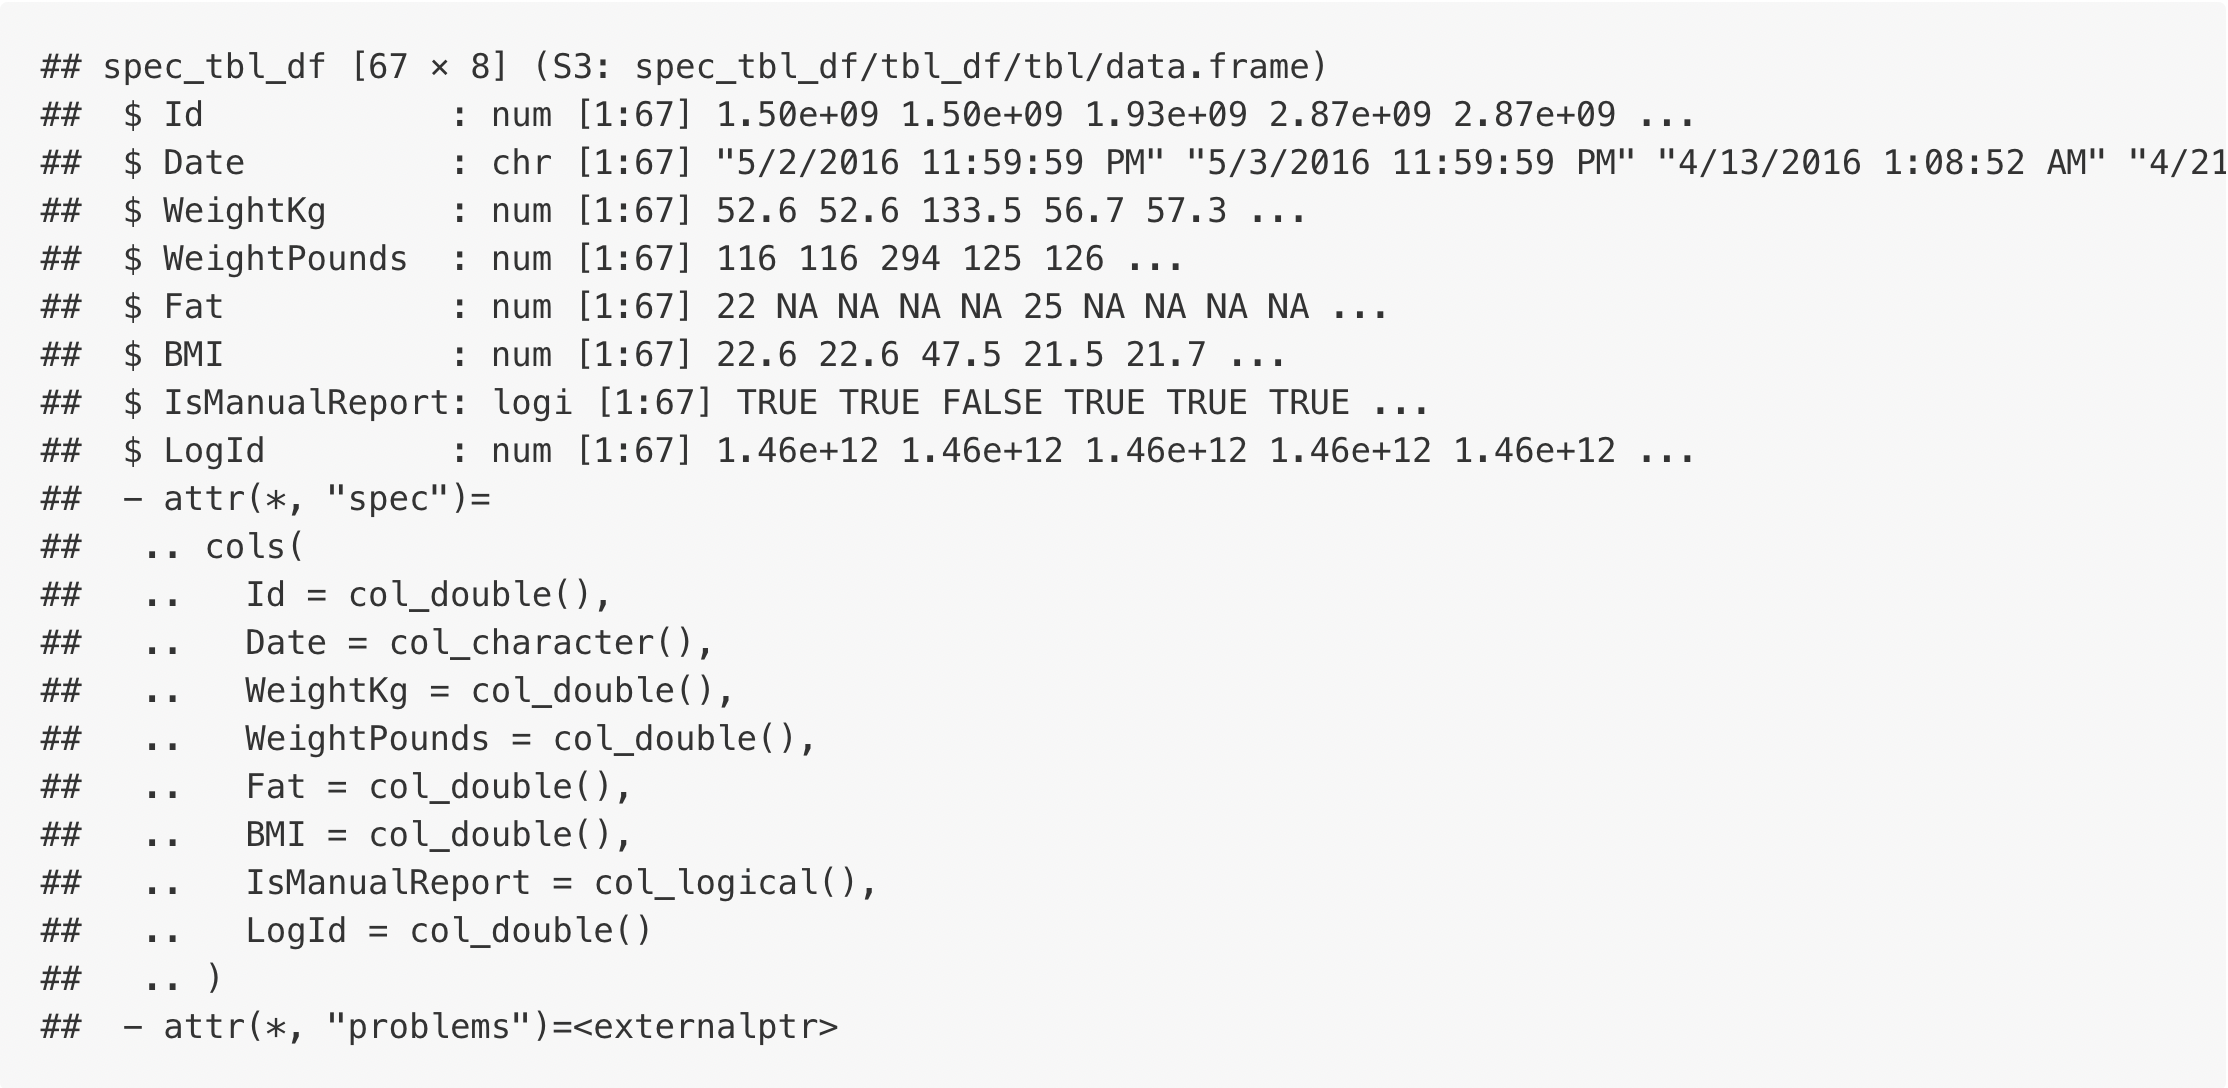 ## spec_tbl_df [67 × 8] (S3: spec_tbl_df/tbl_df/tbl/data.frame)
##  $ Id            : num [1:67] 1.50e+09 1.50e+09 1.93e+09 2.87e+09 2.87e+09 ...
##  $ Date          : chr [1:67] "5/2/2016 11:59:59 PM" "5/3/2016 11:59:59 PM" "4/13/2016 1:08:52 AM" "4/21
##  $ WeightKg      : num [1:67] 52.6 52.6 133.5 56.7 57.3 ...
##  $ WeightPounds  : num [1:67] 116 116 294 125 126 ...
##  $ Fat           : num [1:67] 22 NA NA NA NA 25 NA NA NA NA ...
##  $ BMI           : num [1:67] 22.6 22.6 47.5 21.5 21.7 ...
##  $ IsManualReport: logi [1:67] TRUE TRUE FALSE TRUE TRUE TRUE ...
##  $ LogId         : num [1:67] 1.46e+12 1.46e+12 1.46e+12 1.46e+12 1.46e+12 ...
##  - attr(*, "spec")=
##   .. cols(
##   ..   Id = col_double(),
##   ..   Date = col_character(),
##   ..   WeightKg = col_double(),
##   ..   WeightPounds = col_double(),
##   ..   Fat = col_double(),
##   ..   BMI = col_double(),
##   ..   IsManualReport = col_logical(),
##   ..   LogId = col_double()
##   .. )
##  - attr(*, "problems")=<externalptr>